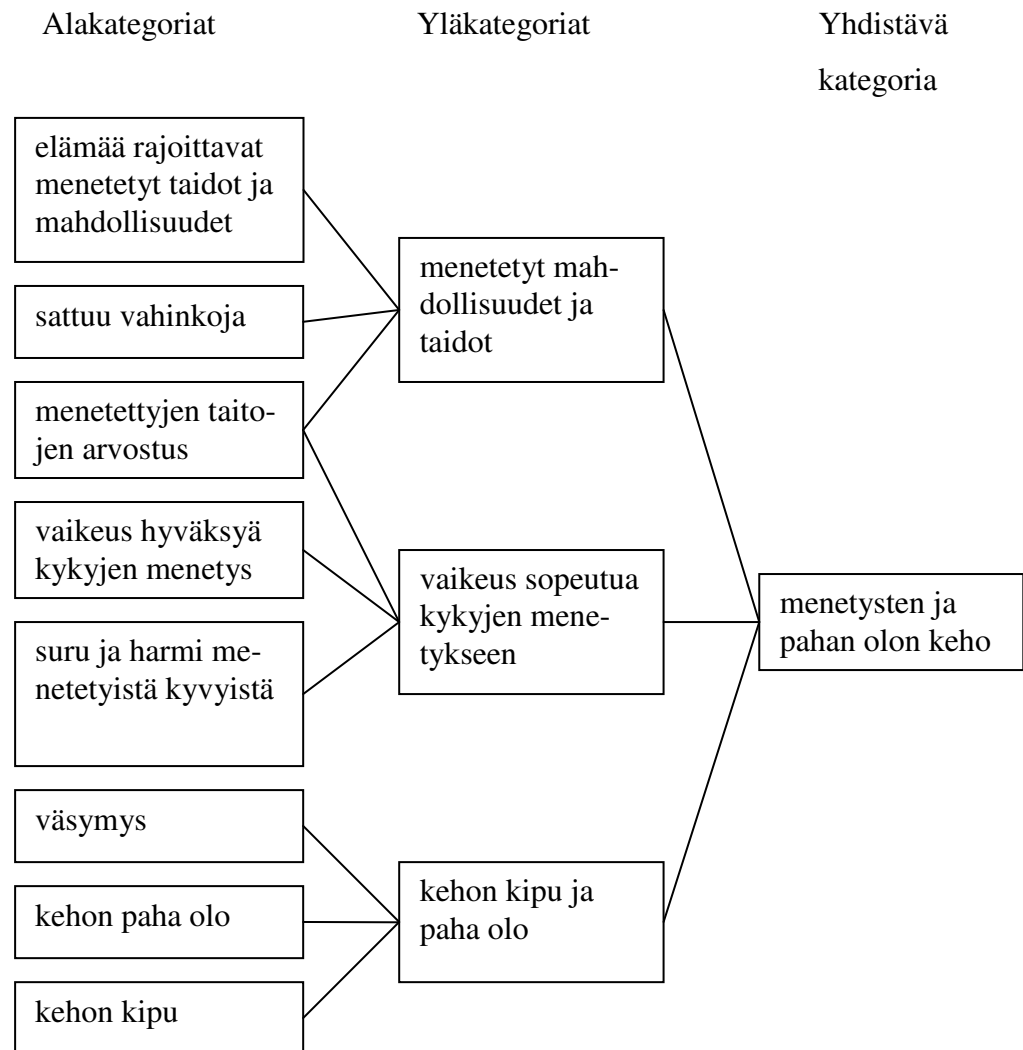 Alakategoriat
Yläkategoriat
Yhdistävä
kategoria
elämää rajoittavat
menetetyt taidot ja
mahdollisuudet
sattuu vahinkoja
menetettyjen taito-
jen arvostus
vaikeus hyväksyä
kykyjen menetys
suru ja harmi me-
netetyistä kyvyistä
väsymys
kehon paha olo
kehon kipu
menetetyt mah-
dollisuudet ja
taidot
vaikeus sopeutua
kykyjen mene-
tykseen
kehon kipu ja
paha olo
menetysten ja
pahan olon keho